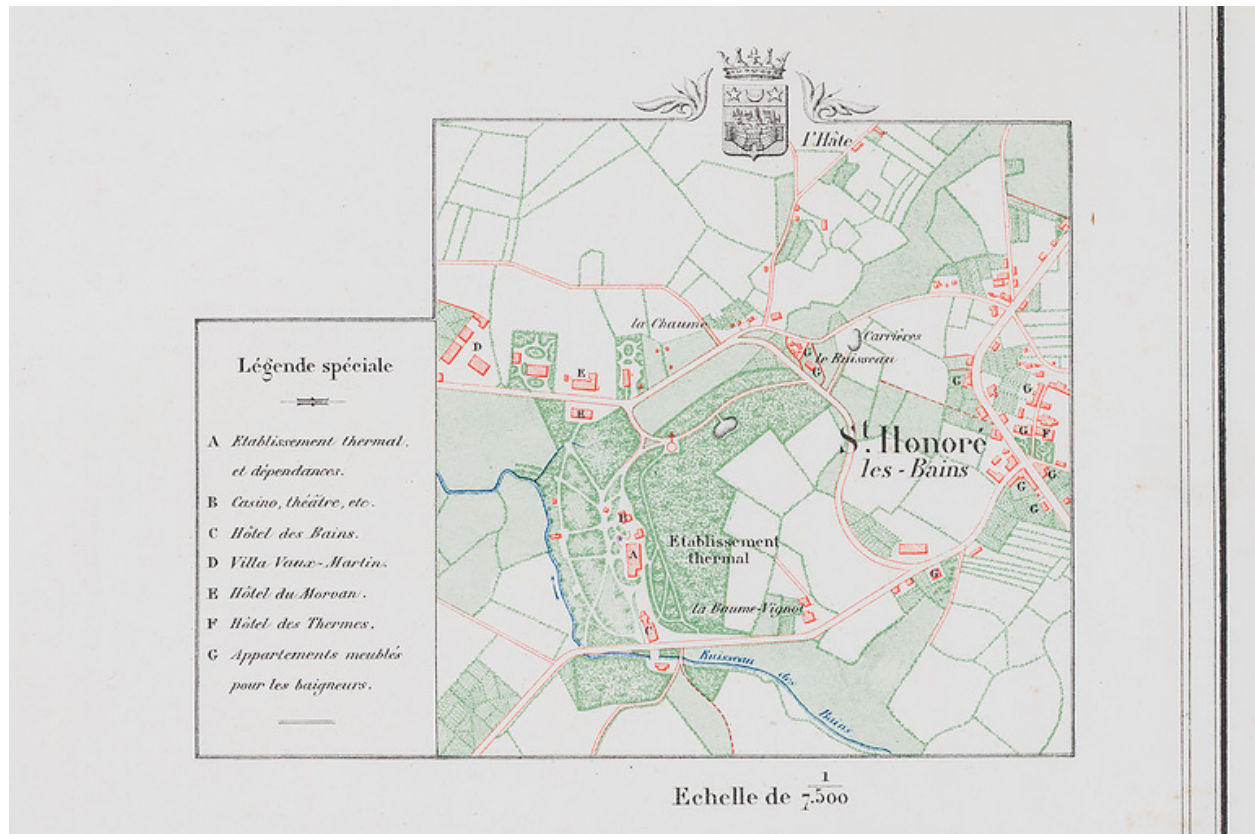 Légende spéciale
A Etablissement thermal.
et dépendances.
B Casino, théâtre, etc.
C Hôtel des Bains.
D Villa Vaux-Martin.
E Hôtel du Morvan.
F Hôtel des Thermes.
G Appartements meublés
pour les baigneurs.
l'Hâte
la Chaume
Carrières
le Ruisseau
D
E
E
G
G
G
G
G
F
St. Honoré
les-Bains
G
G
G
B
A
Etablissement
thermal
G
la Baume-Vignot
C
Ruisseau
des
Bains
Echelle de 1
7.500